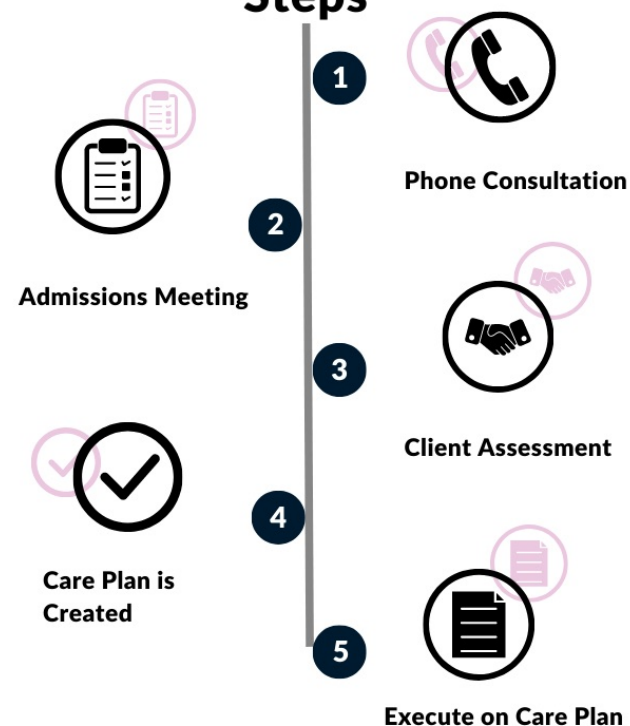 Steps
1
Phone Consultation
2
Admissions Meeting
3
Client Assessment
4
Care Plan is
Created
5
Execute on Care Plan